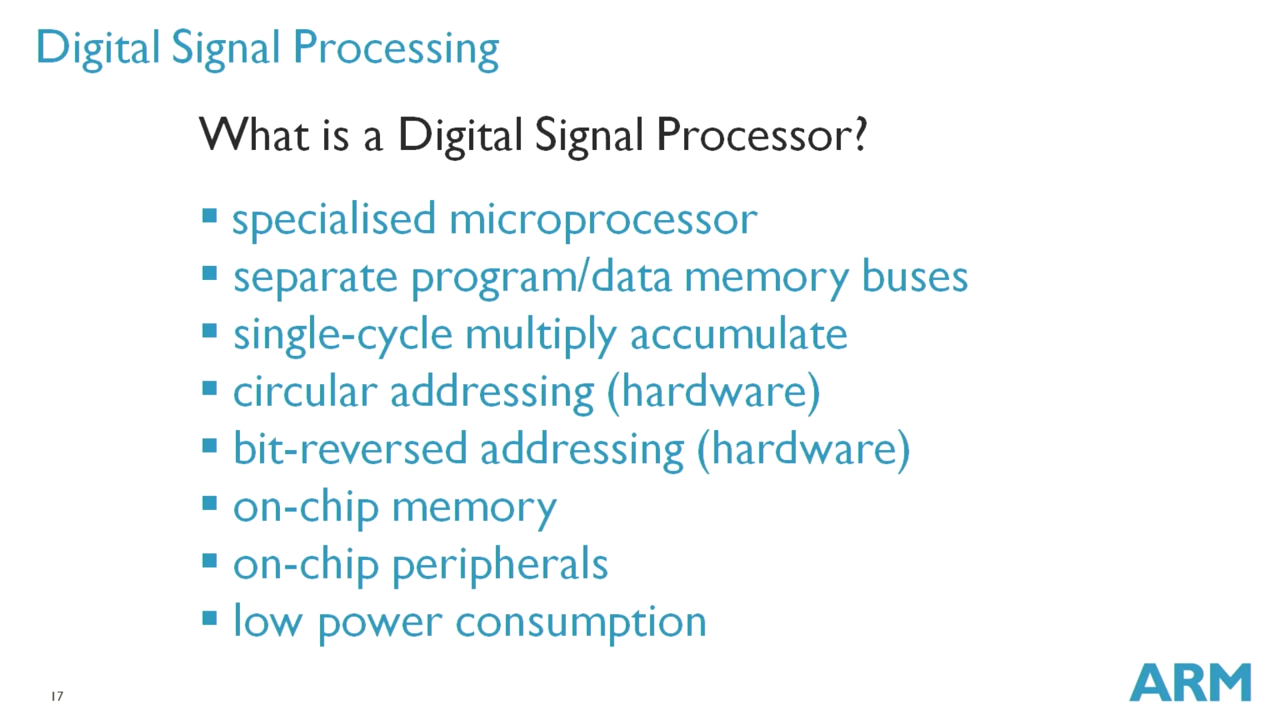 Digital Signal Processing
What is a Digital Signal Processor?
▪ specialised microprocessor
▪ separate program/data memory buses
▪ single-cycle multiply accumulate
▪ circular addressing (hardware)
▪ bit-reversed addressing (hardware)
▪ on-chip memory
▪ on-chip peripherals
▪ low power consumption
17
ARM